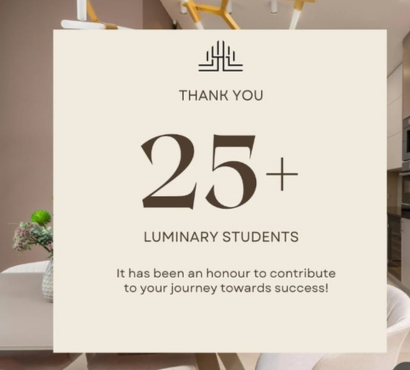 THANK YOU
25+
LUMINARY STUDENTS
It has been an honour to contribute
to your journey towards success!